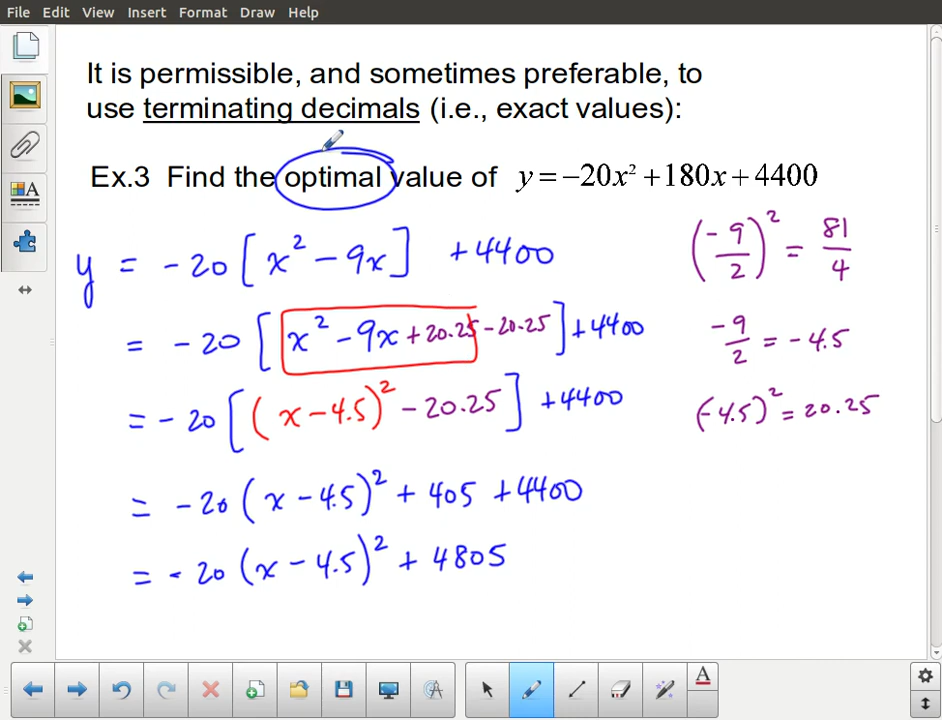 File Edit View Insert Format Draw Help
It is permissible, and sometimes preferable, to
use terminating decimals (i.e., exact values):
Ex.3 Find the optimal value of y = −20x² + 180x + 4400
y = -20 [x² - 9x] + 4400
= -20 [x² - 9x + 20.25 - 20.25] + 4400
= -20 [(x - 4.5)² - 20.25] + 4400
= -20 (x - 4.5)² + 405 + 4400
= -20 (x - 4.5)² + 4805
(-9/2)² = 81/4
-9/2 = -4.5
(-4.5)² = 20.25
A
A